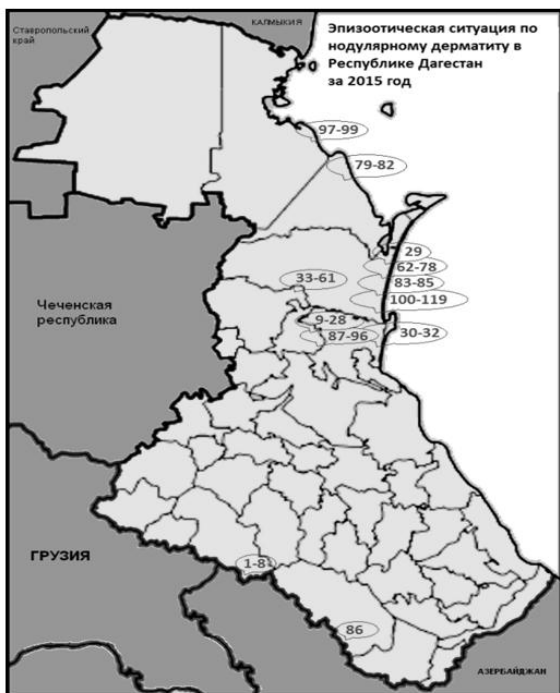 Ставропольский
край
КАЛМЫКИЯ
Эпизоотическая ситуация по
нодулярному дерматиту в
Республике Дагестан
за 2015 год
97-99
79-82
29
62-78
33-61
83-85
Чеченская
республика
100-119
9-28
30-32
87-96
ГРУЗИЯ
1-8
86
АЗЕРБАЙДЖАН